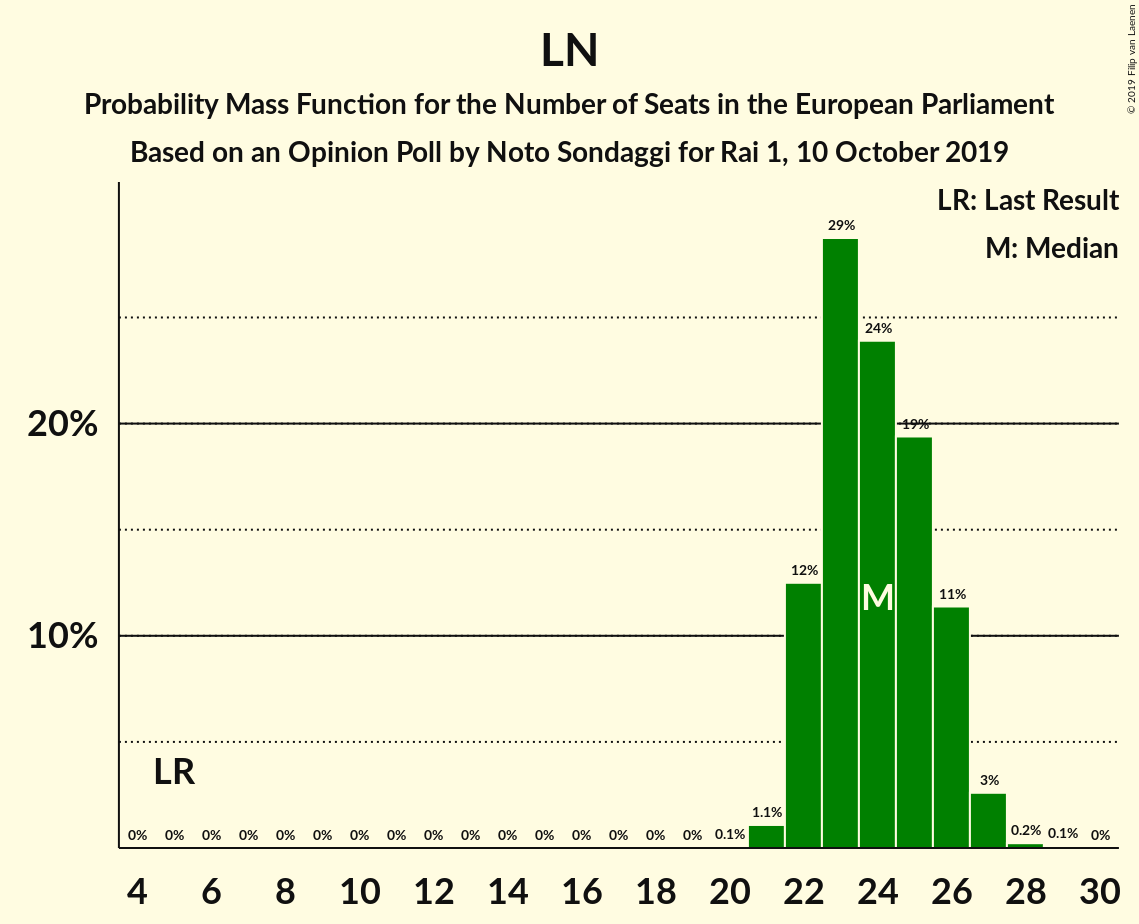 LN
Probability Mass Function for the Number of Seats in the European Parliament
Based on an Opinion Poll by Noto Sondaggi for Rai 1, 10 October 2019
© 2019 Filip van Laenen
LR: Last Result
M: Median
29%
24%
20%
19%
12%
M
11%
10%
LR
3%
1.1%
0% 0% 0% 0% 0% 0% 0% 0% 0% 0% 0% 0% 0% 0% 0% 0% 0.1% 0.2% 0.1% 0%
4 6 8 10 12 14 16 18 20 22 24 26 28 30